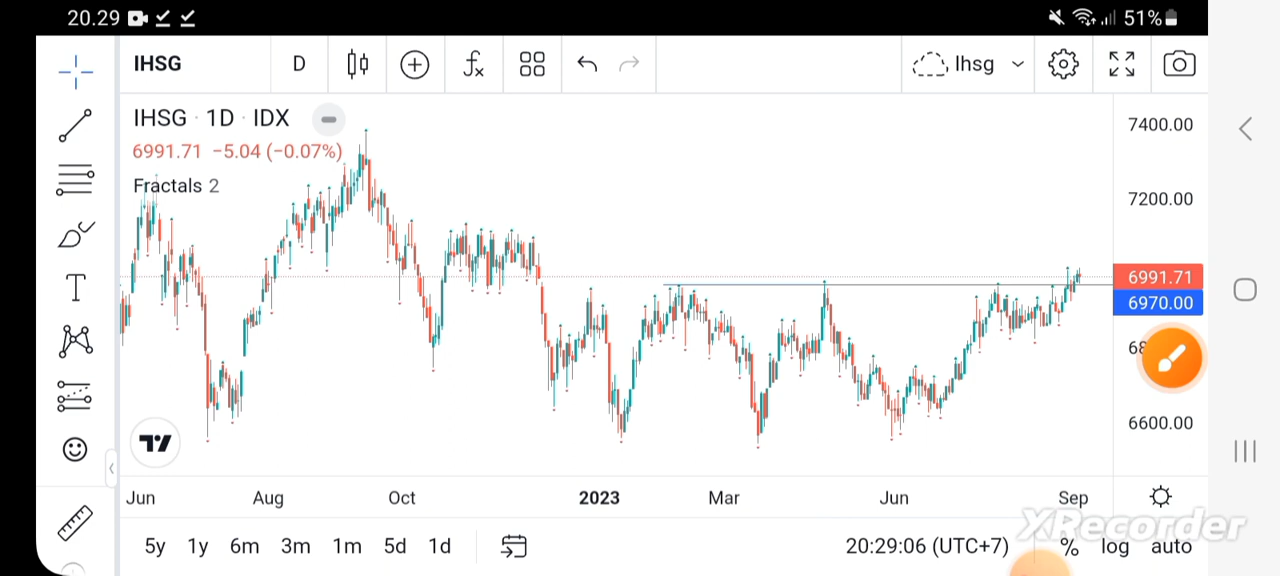 20.29 51%
IHSG D Ihsg
IHSG · 1D · IDX
6991.71 −5.04 (−0.07%)
Fractals 2
7400.00
7200.00
6991.71
6970.00
6600.00
Jun Aug Oct 2023 Mar Jun Sep
XRecorder
5y 1y 6m 3m 1m 5d 1d 20:29:06 (UTC+7) % log auto